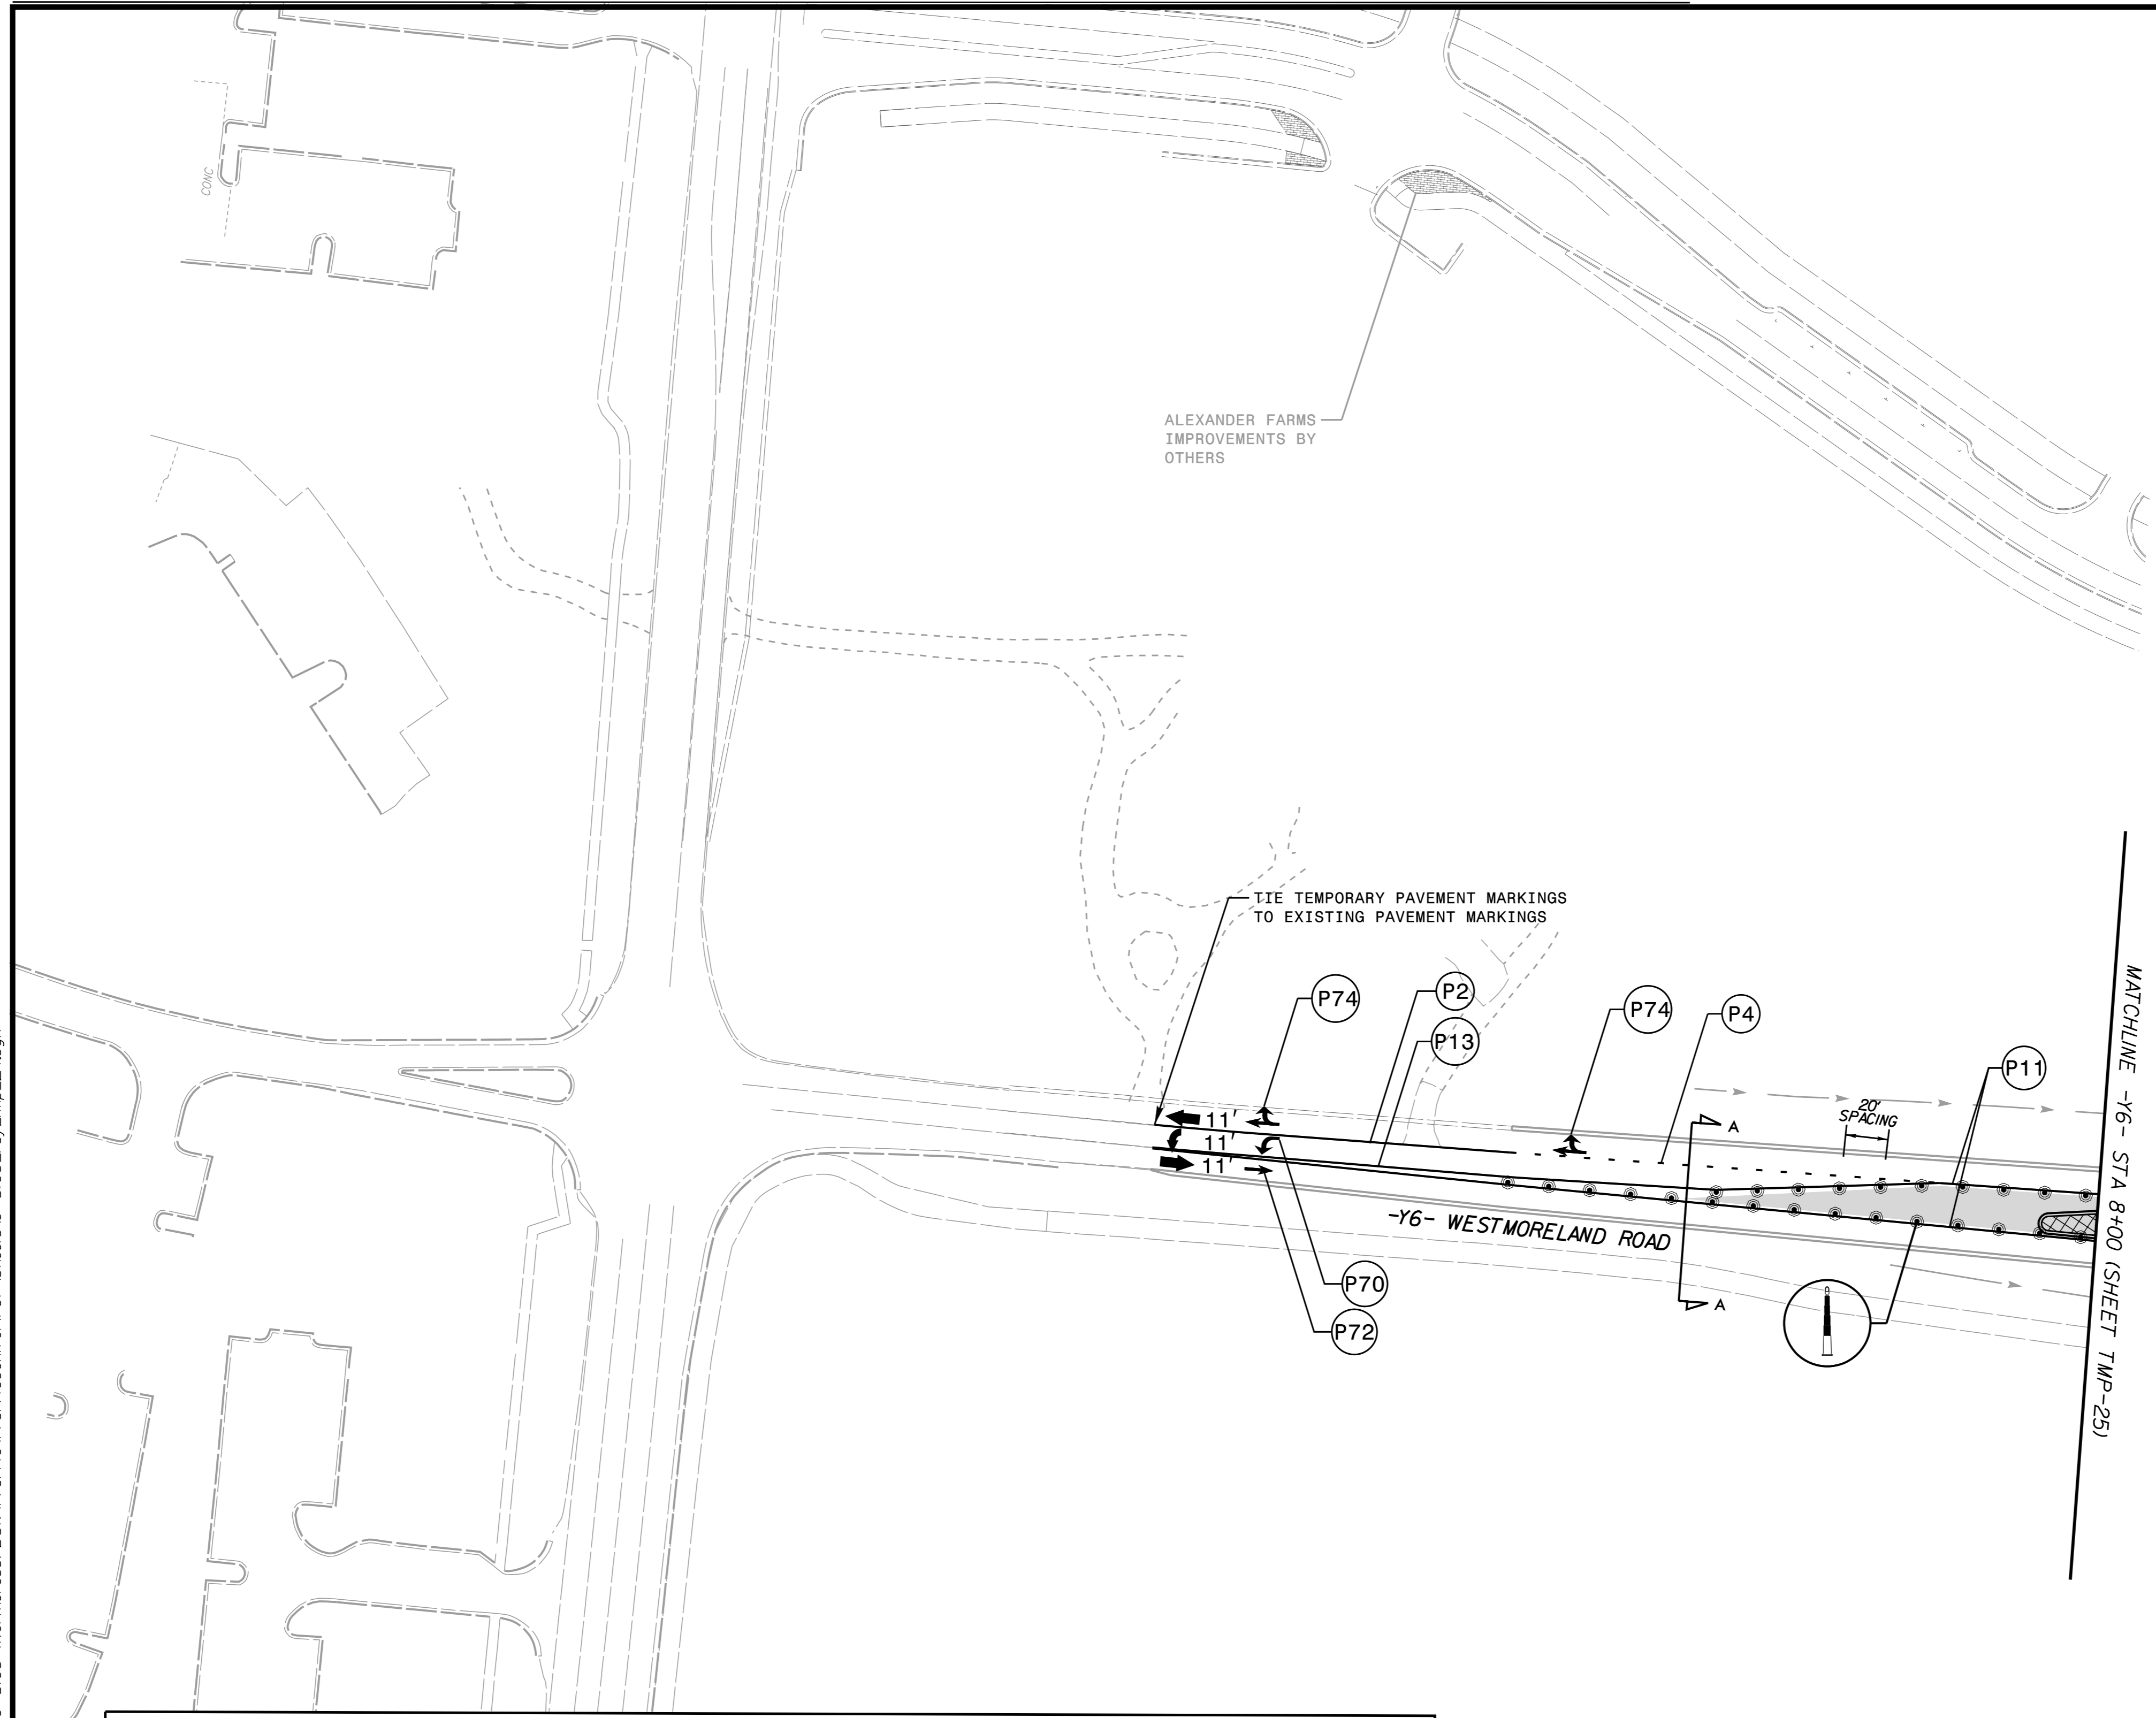 CONC
ALEXANDER FARMS
IMPROVEMENTS BY
OTHERS
TIE TEMPORARY PAVEMENT MARKINGS
TO EXISTING PAVEMENT MARKINGS
P74
P2
P13
P74
P4
P11
11'
11'
11'
20'
SPACING
A
A
-Y6- WESTMORELAND ROAD
P70
P72
MATCHLINE -Y6- STA 8+00 (SHEET TMP-25)